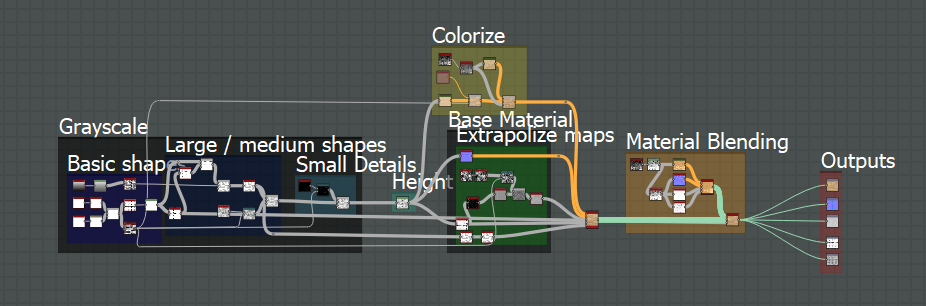 Colorize
Grayscale
Base Material
Large / medium shapes
Extrapolize maps
Material Blending
Basic shap
Small Details
Outputs
Height